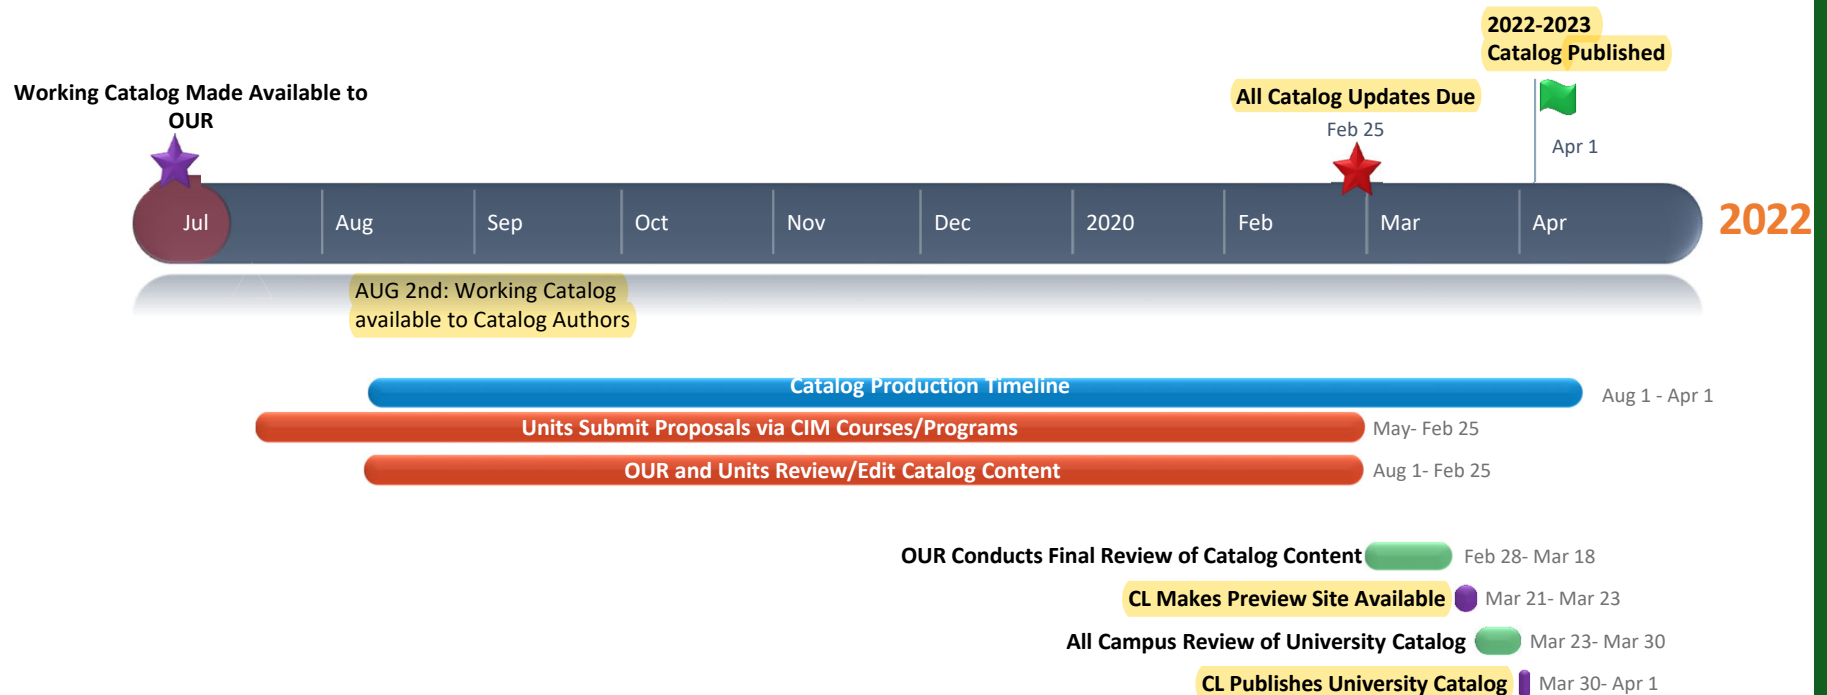 2022-2023
Catalog Published
Working Catalog Made Available to
OUR
All Catalog Updates Due
Feb 25
Apr 1
Jul Aug Sep Oct Nov Dec 2020 Feb Mar Apr 2022
AUG 2nd: Working Catalog
available to Catalog Authors
Catalog Production Timeline Aug 1 - Apr 1
Units Submit Proposals via CIM Courses/Programs May- Feb 25
OUR and Units Review/Edit Catalog Content Aug 1- Feb 25
OUR Conducts Final Review of Catalog Content Feb 28- Mar 18
CL Makes Preview Site Available Mar 21- Mar 23
All Campus Review of University Catalog Mar 23- Mar 30
CL Publishes University Catalog Mar 30- Apr 1